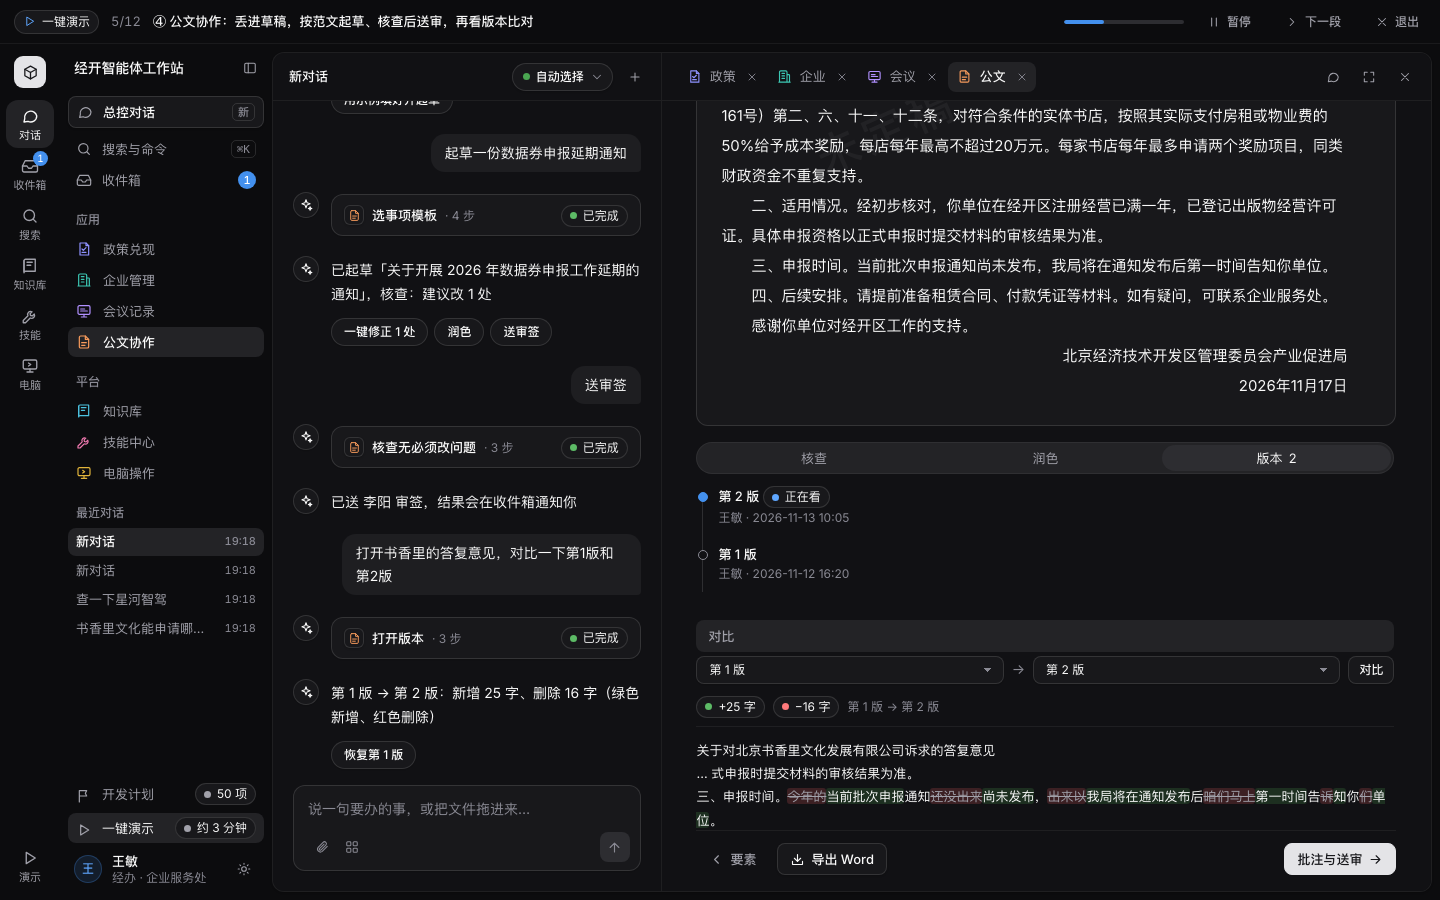 一键演示
5/12
④ 公文协作：丢进草稿，按范文起草、核查后送审，再看版本比对
暂停
下一段
退出
对话
1
收件箱
搜索
知识库
技能
电脑
演示
经开智能体工作站
总控对话
新
搜索与命令
⌘K
收件箱
1
应用
政策兑现
企业管理
会议记录
公文协作
平台
知识库
技能中心
电脑操作
最近对话
新对话 19:18
新对话 19:18
查一下星河智驾 19:18
书香里文化能申请哪... 19:18
开发计划
50 项
一键演示
约 3 分钟
王
王敏
经办 · 企业服务处
新对话
自动选择
起草一份数据券申报延期通知
选事项模板 · 4 步
已完成
已起草「关于开展 2026 年数据券申报工作延期的
通知」，核查：建议改 1 处
一键修正 1 处
润色
送审签
送审签
核查无必须改问题 · 3 步
已完成
已送 李阳 审签，结果会在收件箱通知你
打开书香里的答复意见，对比一下第1版和
第2版
打开版本 · 3 步
已完成
第 1 版 → 第 2 版：新增 25 字、删除 16 字（绿色
新增、红色删除）
恢复第 1 版
说一句要办的事，或把文件拖进来...
政策
企业
会议
公文
161号）第二、六、十一、十二条，对符合条件的实体书店，按照其实际支付房租或物业费的
50%给予成本奖励，每店每年最高不超过20万元。每家书店每年最多申请两个奖励项目，同类
财政资金不重复支持。
二、适用情况。经初步核对，你单位在经开区注册经营已满一年，已登记出版物经营许可
证。具体申报资格以正式申报时提交材料的审核结果为准。
三、申报时间。当前批次申报通知尚未发布，我局将在通知发布后第一时间告知你单位。
四、后续安排。请提前准备租赁合同、付款凭证等材料。如有疑问，可联系企业服务处。
感谢你单位对经开区工作的支持。
北京经济技术开发区管理委员会产业促进局
2026年11月17日
核查
润色
版本 2
第 2 版
正在看
王敏 · 2026-11-13 10:05
第 1 版
王敏 · 2026-11-12 16:20
对比
第 1 版
→
第 2 版
对比
+25 字
−16 字
第 1 版 → 第 2 版
关于对北京书香里文化发展有限公司诉求的答复意见
... 式申报时提交材料的审核结果为准。
三、申报时间。今年的当前批次申报通知还没出来尚未发布，出来以我局将在通知发布后咱们马上第一时间告诉知你们单
位。
要素
导出 Word
批注与送审 →